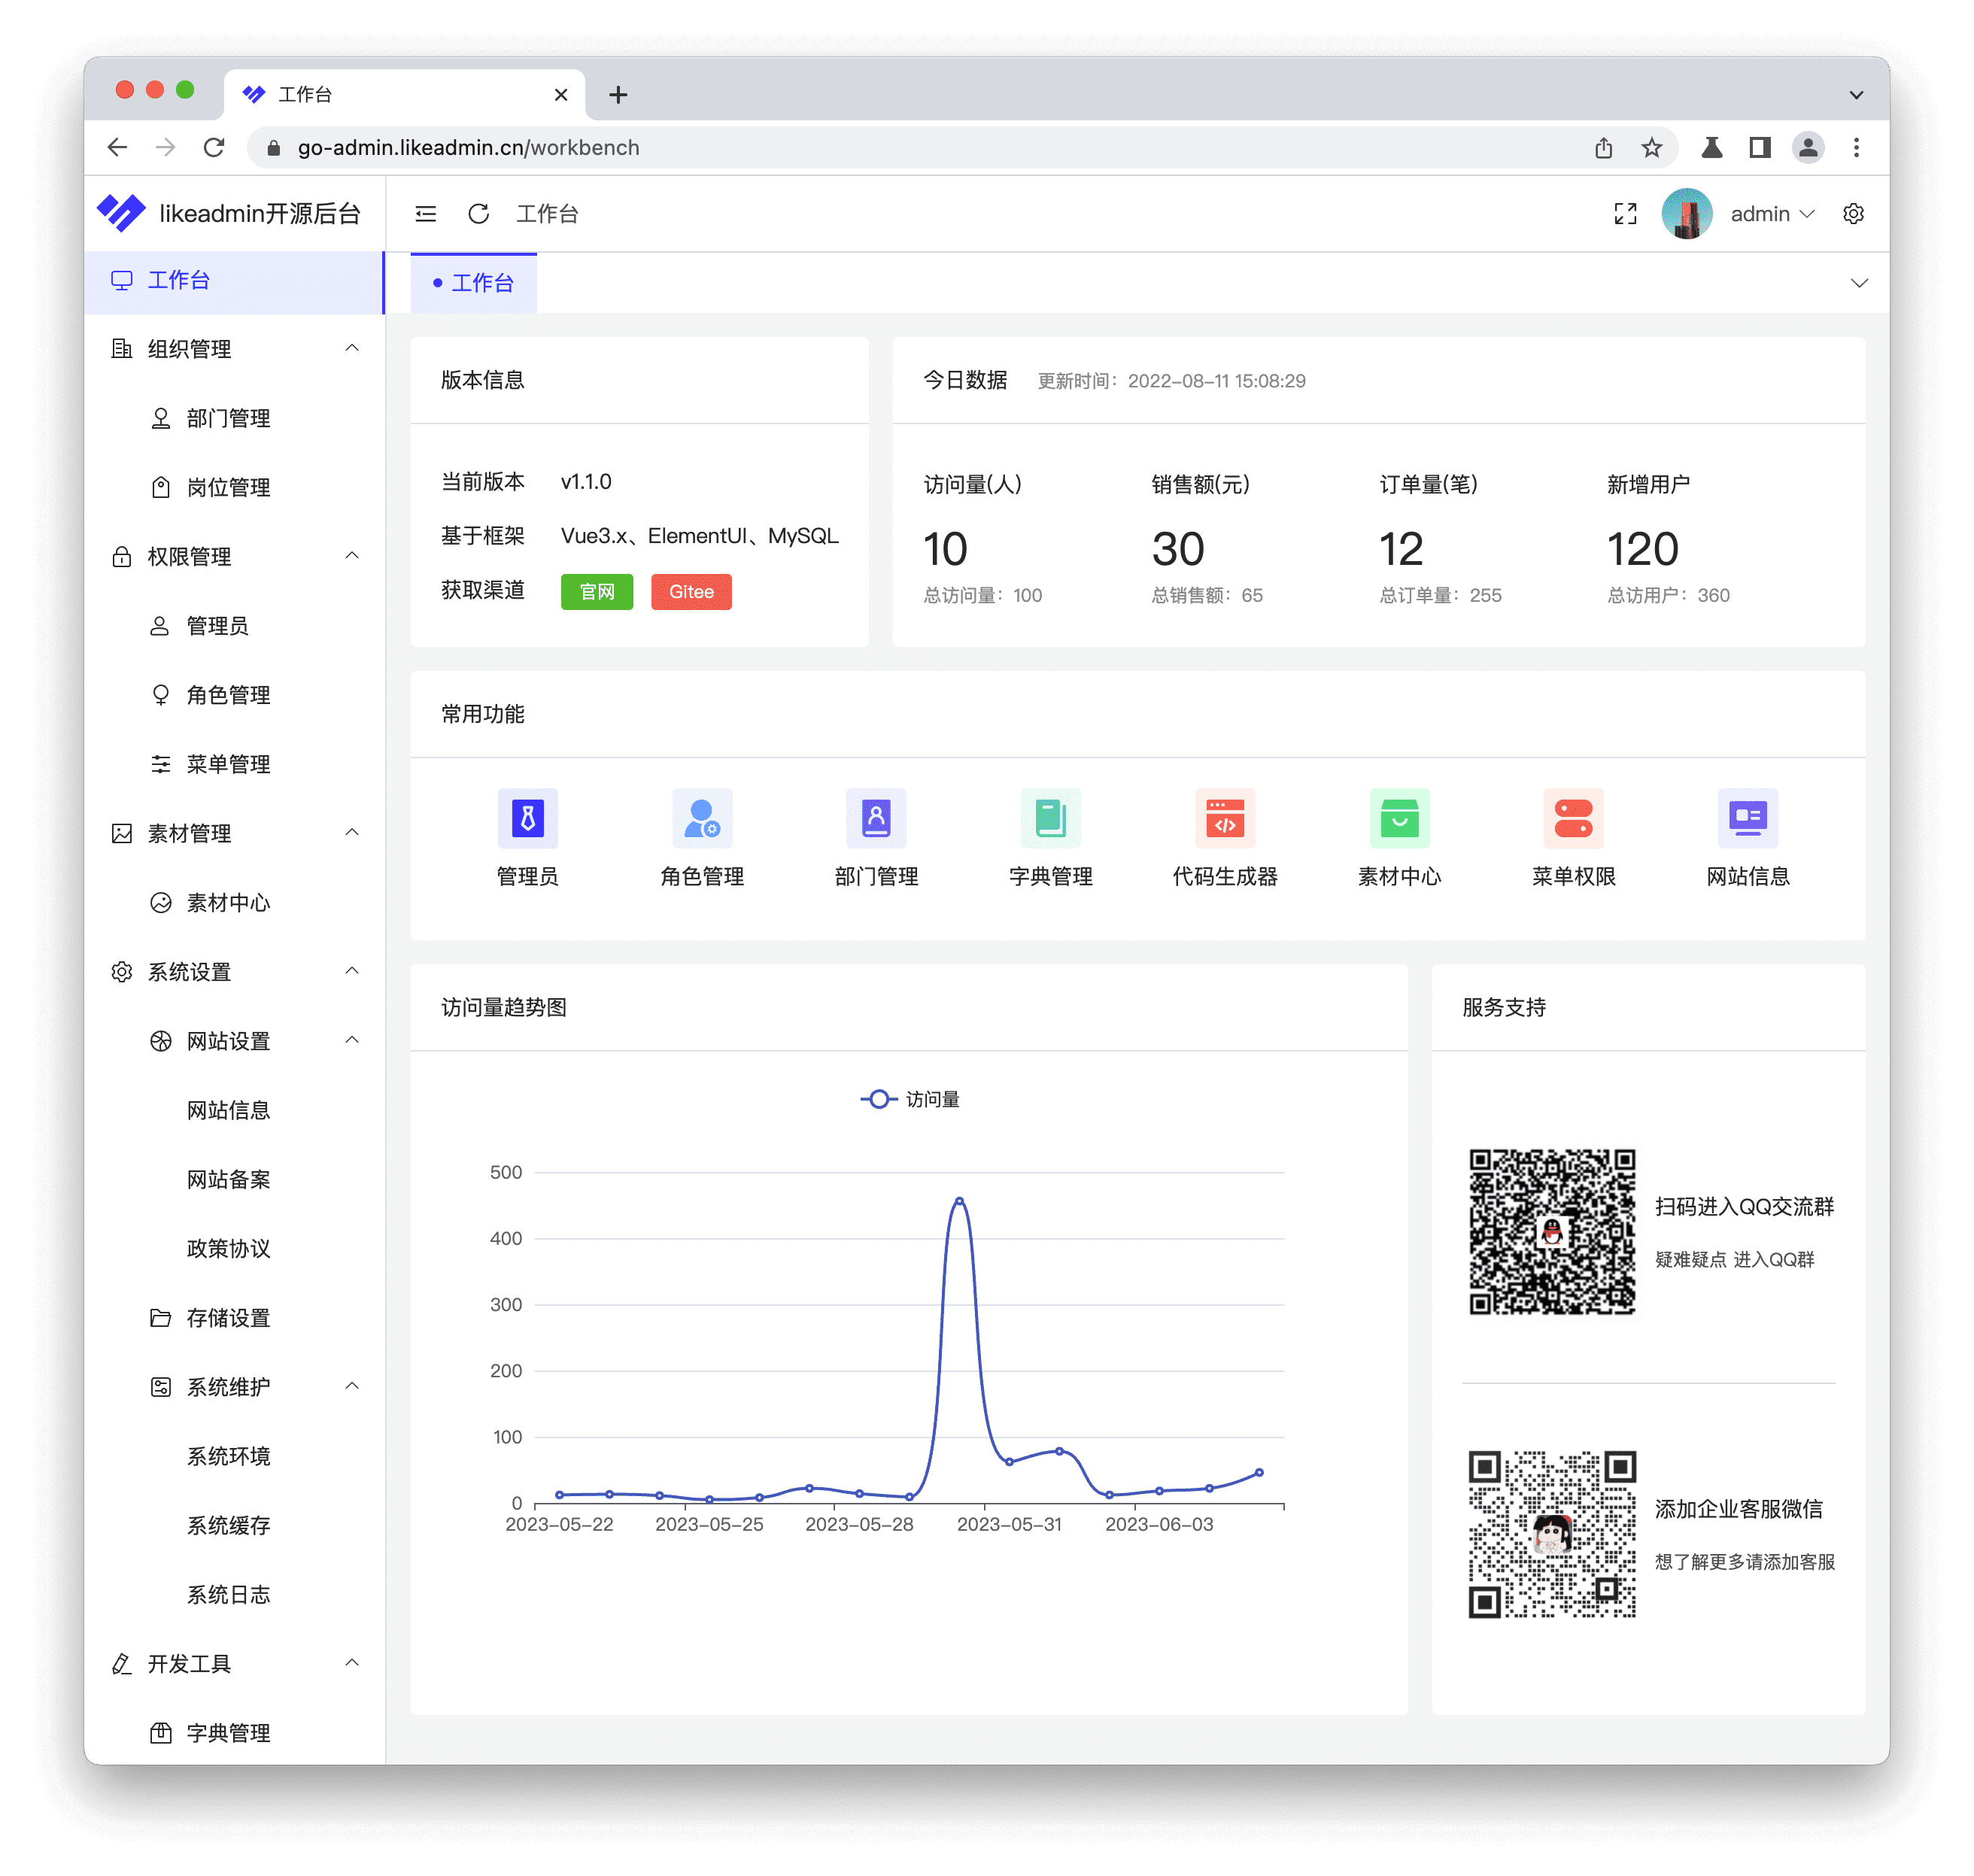 工作台
go-admin.likeadmin.cn/workbench
likeadmin开源后台
工作台
admin
工作台
组织管理
部门管理
岗位管理
权限管理
管理员
角色管理
菜单管理
素材管理
素材中心
系统设置
网站设置
网站信息
网站备案
政策协议
存储设置
系统维护
系统环境
系统缓存
系统日志
开发工具
字典管理
工作台
版本信息
当前版本 v1.1.0
基于框架 Vue3.x、ElementUI、MySQL
获取渠道 官网 Gitee
今日数据 更新时间：2022-08-11 15:08:29
访问量(人) 销售额(元) 订单量(笔) 新增用户
10 30 12 120
总访问量：100 总销售额：65 总订单量：255 总访用户：360
常用功能
管理员 角色管理 部门管理 字典管理 代码生成器 素材中心 菜单权限 网站信息
访问量趋势图
访问量
500
400
300
200
100
0
2023-05-22 2023-05-25 2023-05-28 2023-05-31 2023-06-03
服务支持
扫码进入QQ交流群
疑难疑点 进入QQ群
添加企业客服微信
想了解更多请添加客服